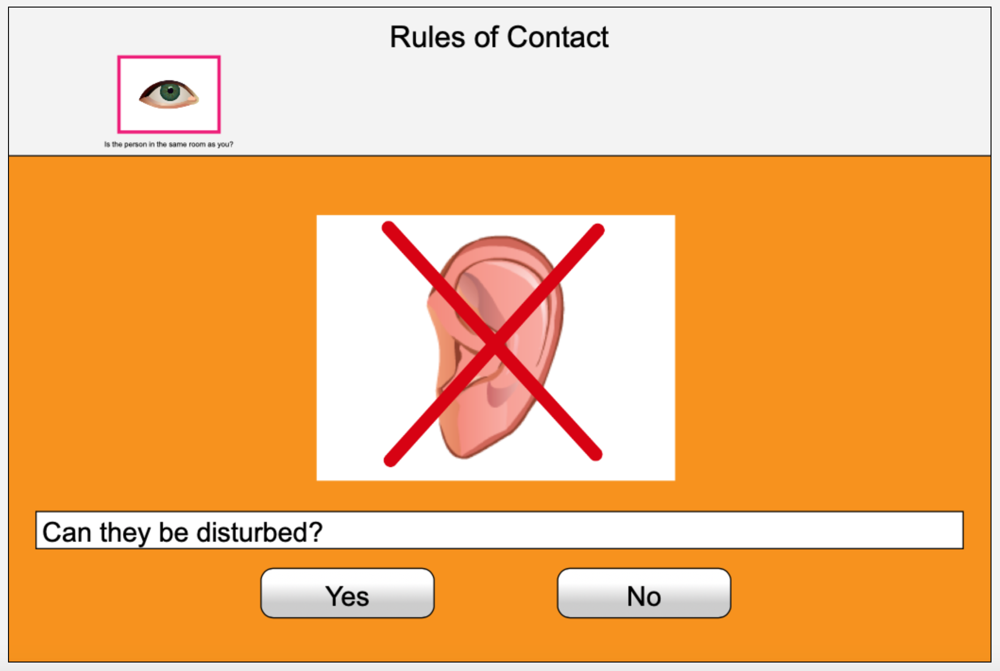 Rules of Contact
Is the person in the same room as you?
Can they be disturbed?
Yes
No